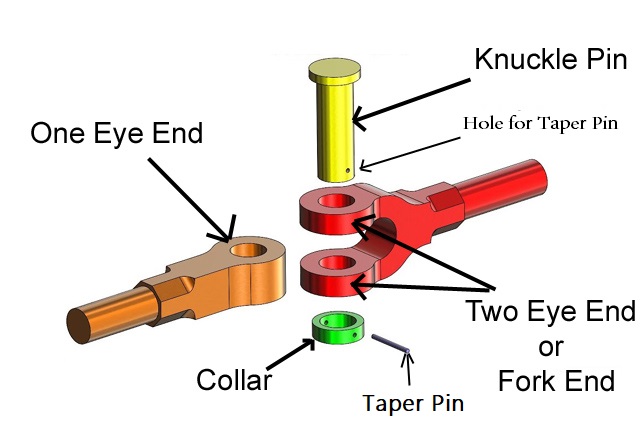 Knuckle Pin
Hole for Taper Pin
One Eye End
Two Eye End
or
Fork End
Collar
Taper Pin